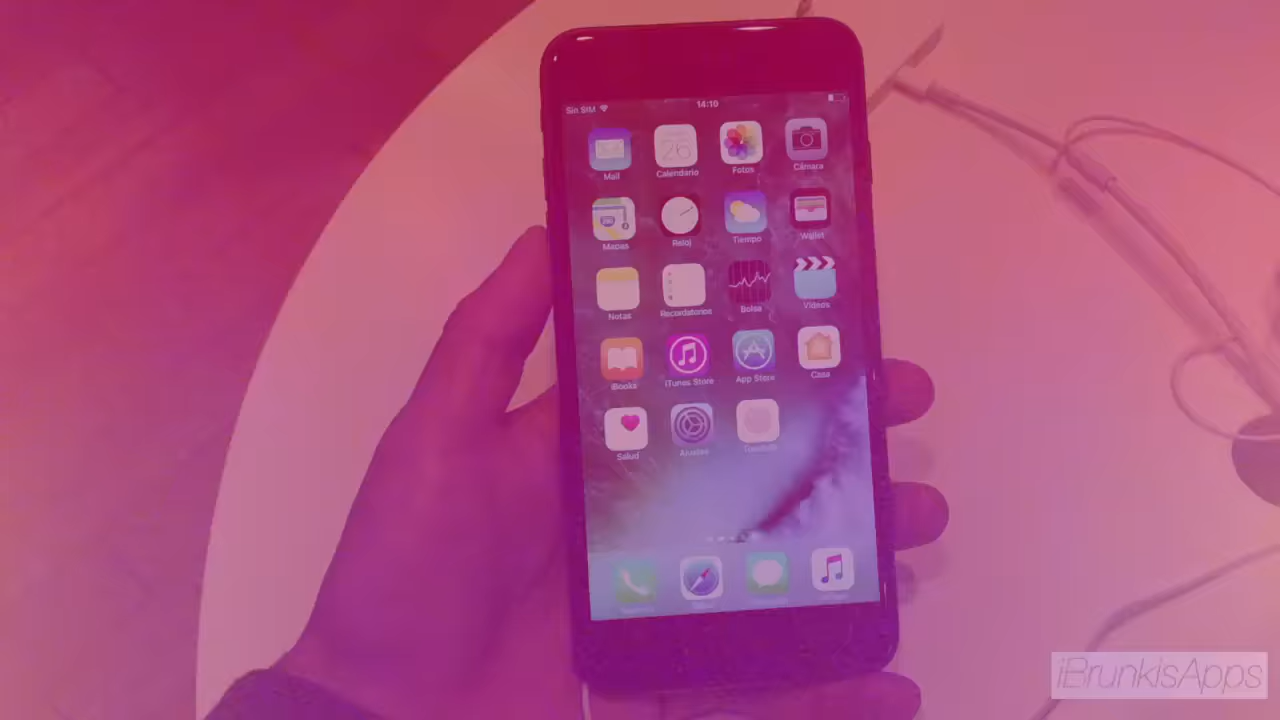 Sin SIM 14:10
Mail Calendario Fotos Cámara
26
Mapas Reloj Tiempo Wallet
Notas Recordatorios Bolsa Vídeos
iBooks iTunes Store App Store Casa
Salud Ajustes
iBrunkisApps